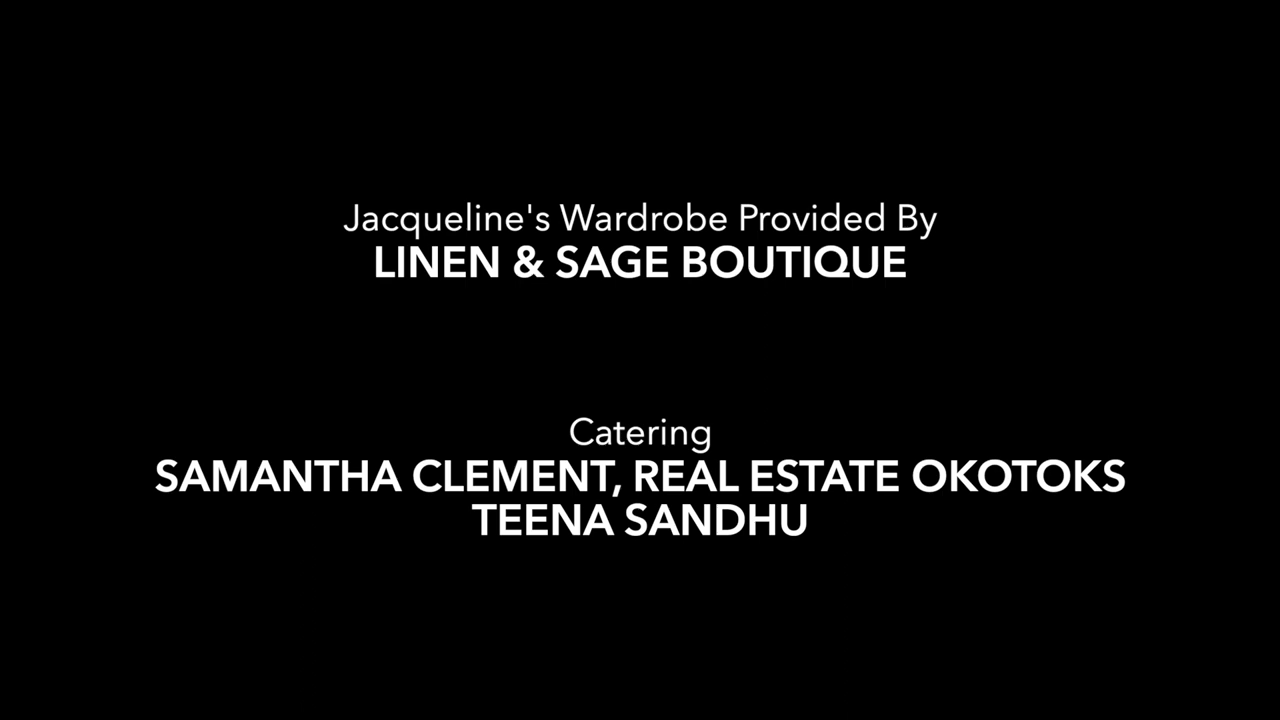 Jacqueline's Wardrobe Provided By
LINEN & SAGE BOUTIQUE
Catering
SAMANTHA CLEMENT, REAL ESTATE OKOTOKS
TEENA SANDHU